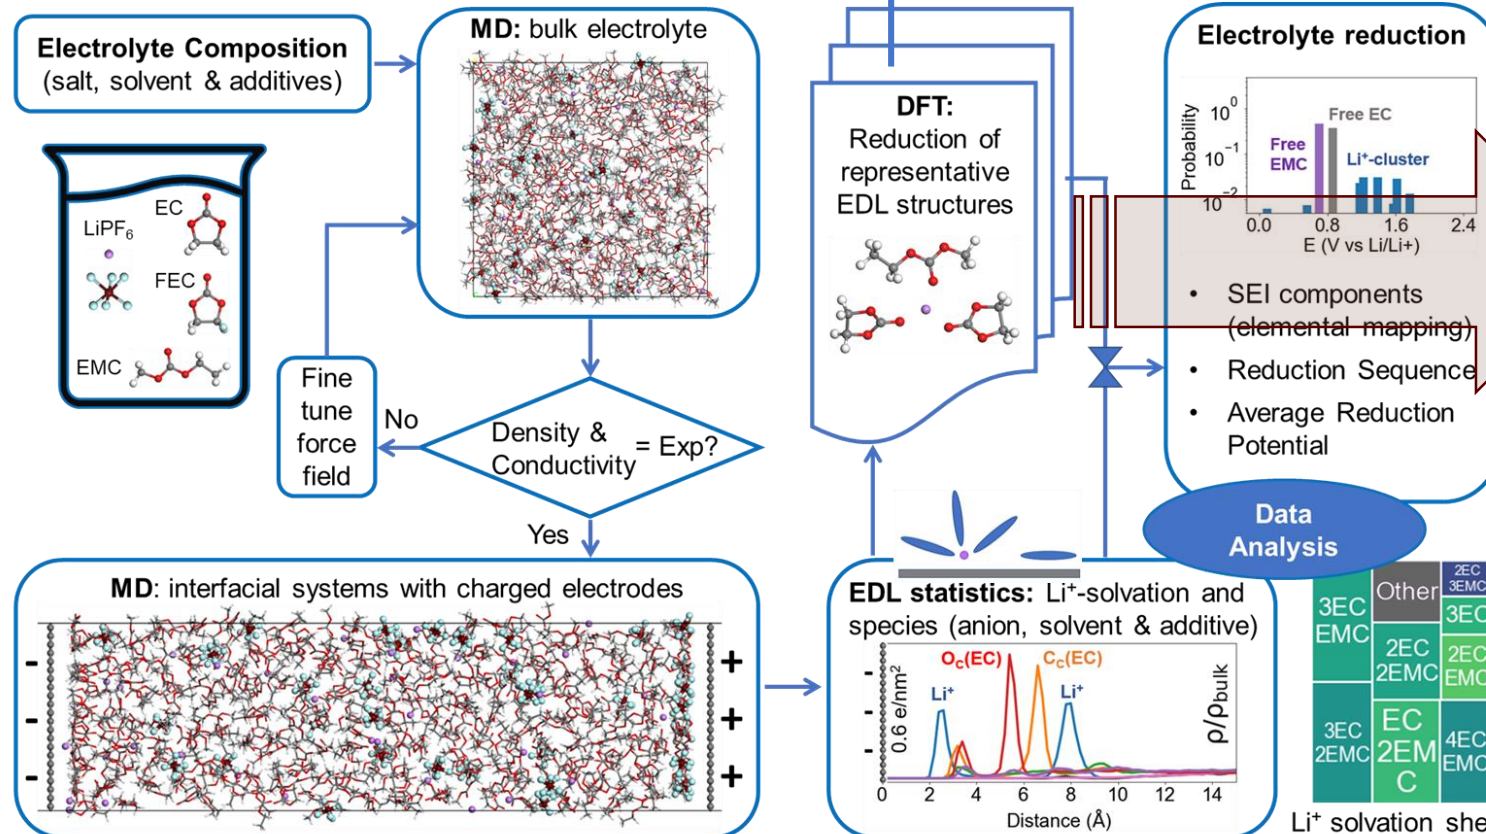 Electrolyte Composition
(salt, solvent & additives)
MD: bulk electrolyte
DFT:
Reduction of
representative
EDL structures
Electrolyte reduction
Probability
10⁰
10⁻¹
10⁻²
Free EC
Free
EMC
Li⁺-cluster
0.0 0.8 1.6 2.4
E (V vs Li/Li+)
• SEI components
(elemental mapping)
• Reduction Sequence
• Average Reduction
Potential
EC
LiPF₆
FEC
EMC
Fine
tune
force
field
No
Density &
Conductivity
= Exp?
Yes
MD: interfacial systems with charged electrodes
- +
- +
- +
EDL statistics: Li⁺-solvation and
species (anion, solvent & additive)
0.6 e/nm²
Li⁺
O_C(EC)
C_C(EC)
Li⁺
ρ/ρbulk
0 2 4 6 8 10 12 14
Distance (Å)
Data
Analysis
3EC
EMC
Other
2EC
3EMC
3EC
2EC
2EMC
2EC
EMC
3EC
2EMC
EC
2EM
C
4EC
EMC
Li⁺ solvation she